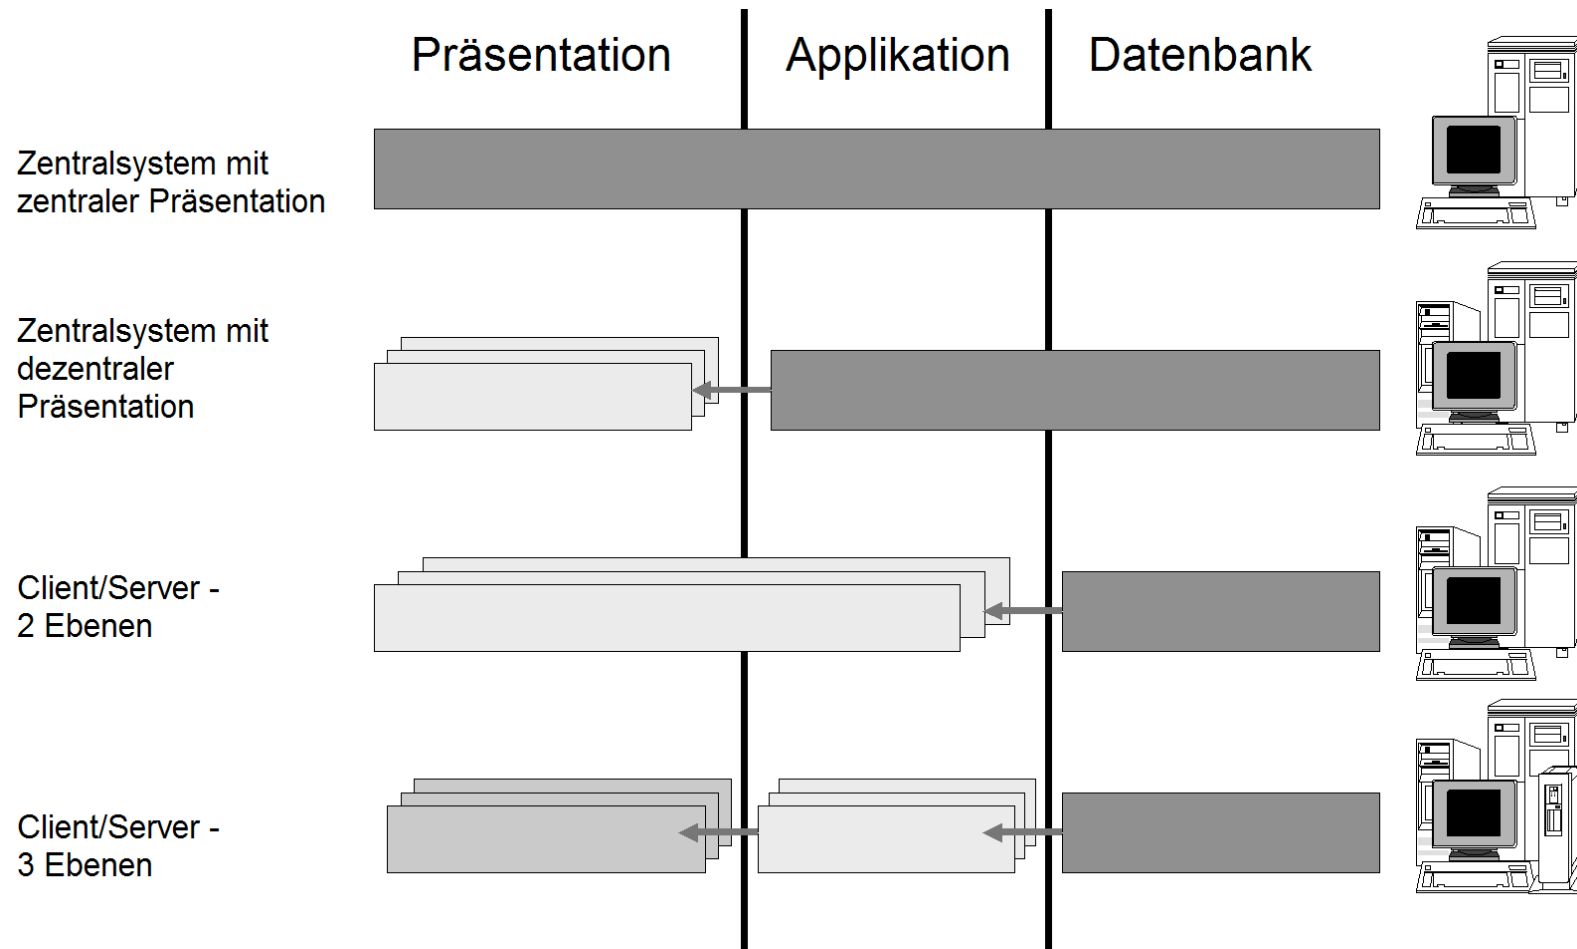 Präsentation
Applikation
Datenbank
Zentralsystem mit
zentraler Präsentation
Zentralsystem mit
dezentraler
Präsentation
Client/Server -
2 Ebenen
Client/Server -
3 Ebenen